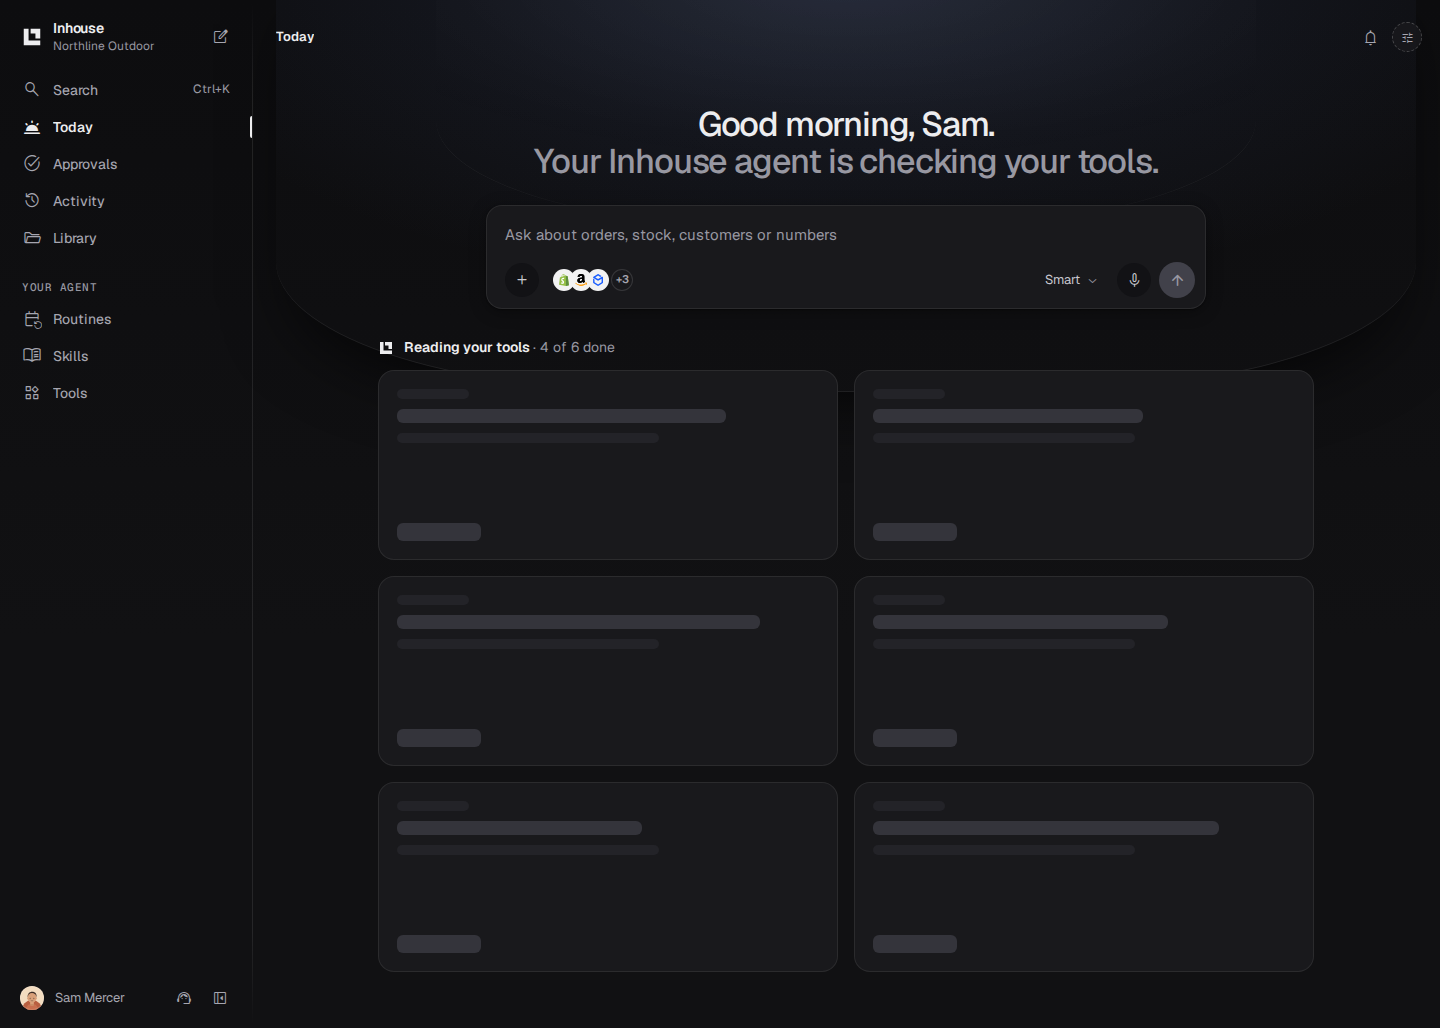 Inhouse
Northline Outdoor
Search Ctrl+K
Today
Approvals
Activity
Library
YOUR AGENT
Routines
Skills
Tools
Sam Mercer
Today
Good morning, Sam.
Your Inhouse agent is checking your tools.
Ask about orders, stock, customers or numbers
+3
Smart
Reading your tools · 4 of 6 done